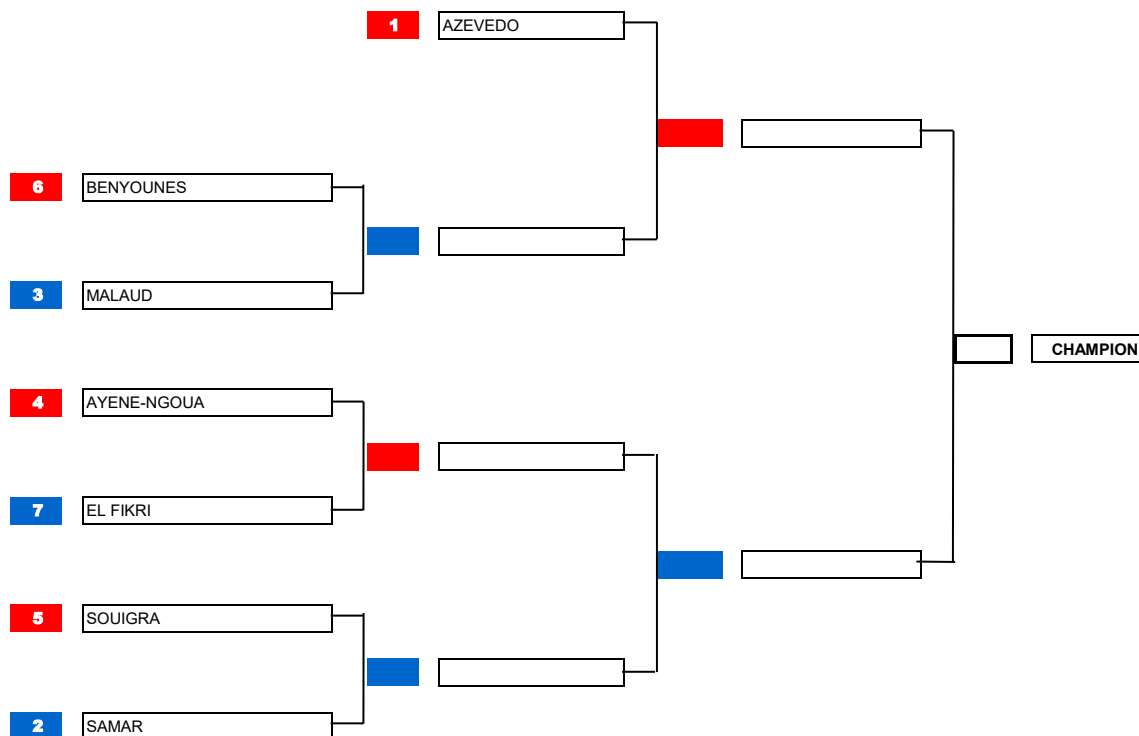 1 AZEVEDO
6 BENYOUNES
3 MALAUD
CHAMPION
4 AYENE-NGOUA
7 EL FIKRI
5 SOUIGRA
2 SAMAR